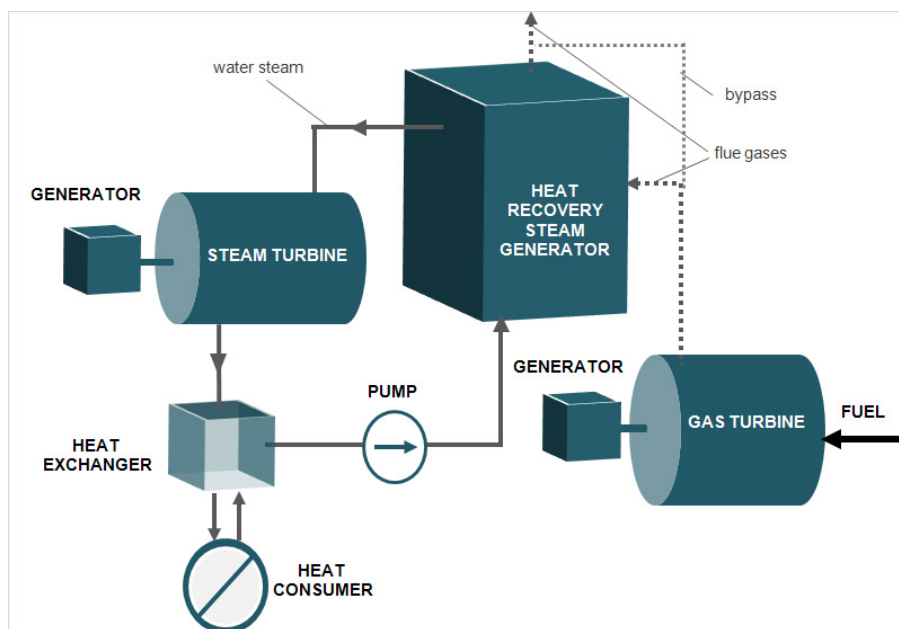 water steam
bypass
flue gases
GENERATOR
HEAT
RECOVERY
STEAM
GENERATOR
STEAM TURBINE
GENERATOR
PUMP
FUEL
GAS TURBINE
HEAT
EXCHANGER
HEAT
CONSUMER